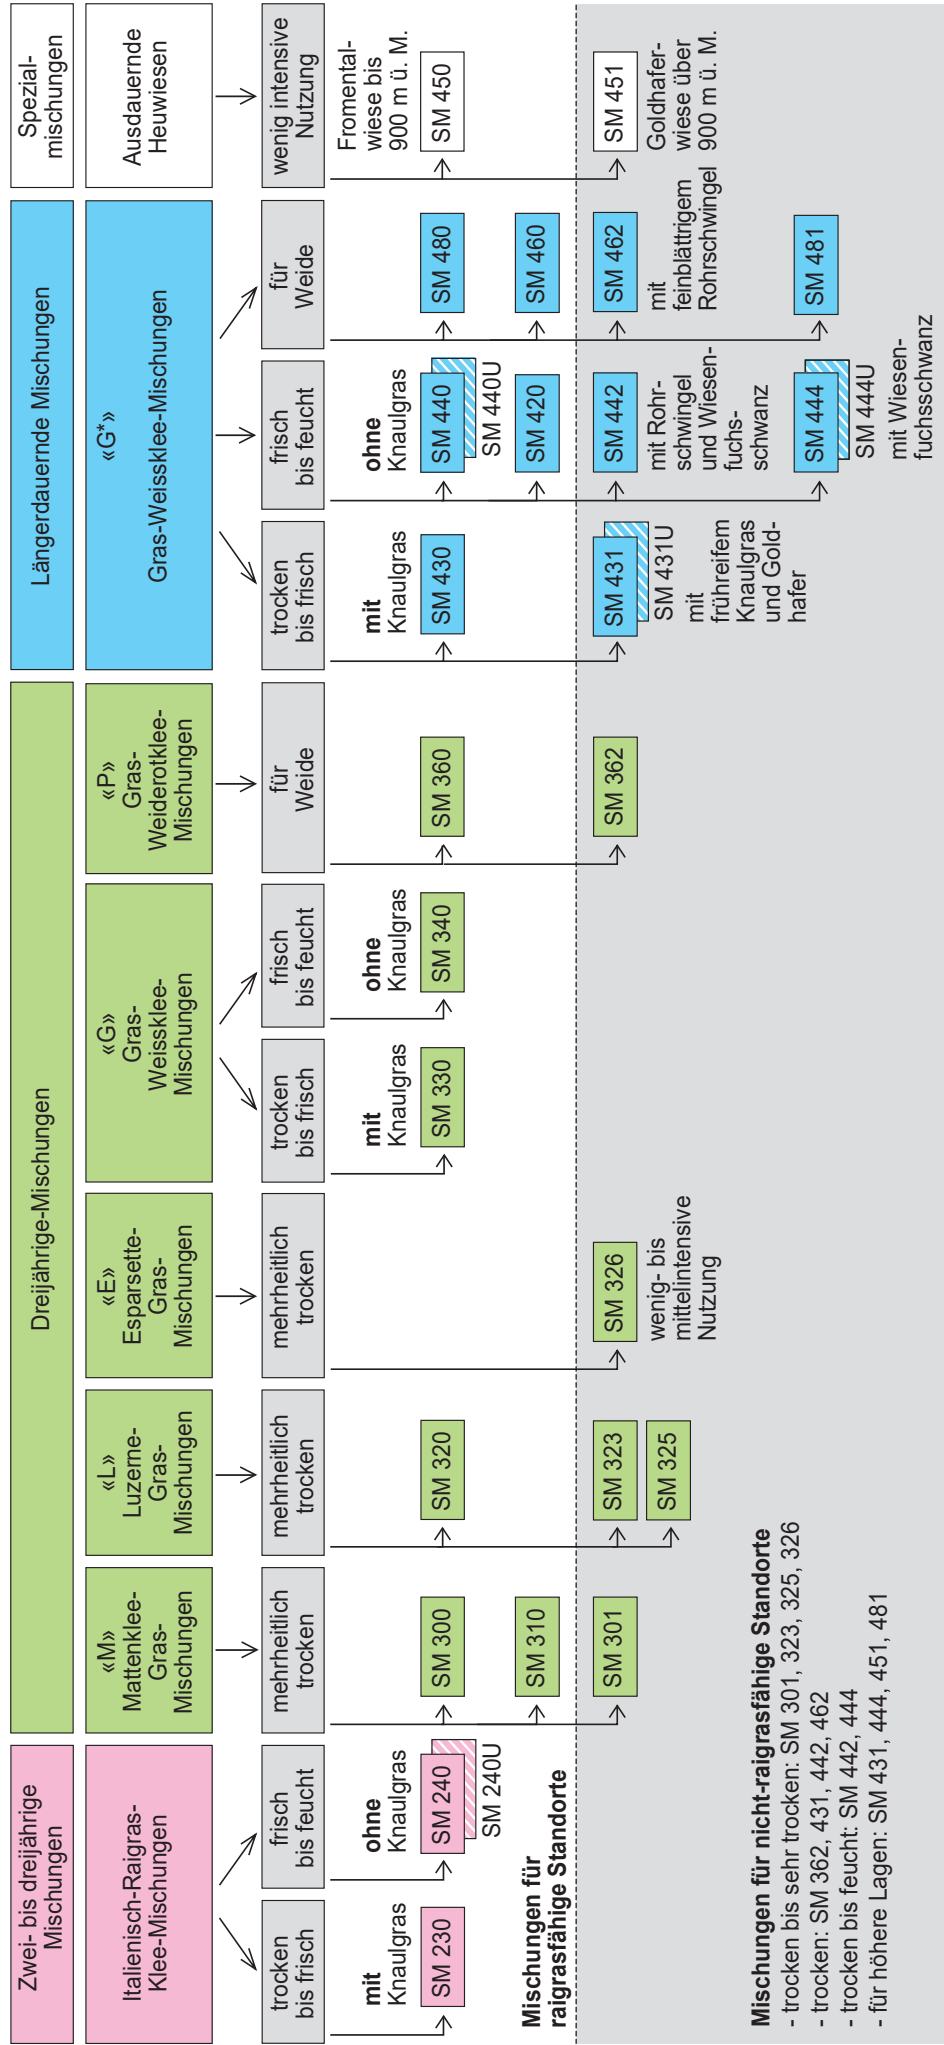 Zwei- bis dreijährige
Mischungen
Dreijährige-Mischungen
Längerdauernde Mischungen
Spezial-
mischungen
Italienisch-Raigras-
Klee-Mischungen
«M»
Mattenklee-
Gras-
Mischungen
«L»
Luzerne-
Gras-
Mischungen
«E»
Esparsette-
Gras-
Mischungen
«G»
Gras-
Weissklee-
Mischungen
«P»
Gras-
Weiderotklee-
Mischungen
«G*»
Gras-Weissklee-Mischungen
Ausdauernde
Heuwiesen
trocken
bis frisch
frisch
bis feucht
mehrheitlich
trocken
mehrheitlich
trocken
mehrheitlich
trocken
trocken
bis frisch
frisch
bis feucht
für
Weide
trocken
bis frisch
frisch
bis feucht
für
Weide
wenig intensive
Nutzung
mit
Knaulgras
SM 230
ohne
Knaulgras
SM 240
SM 240U
SM 300
SM 310
SM 320
mit
Knaulgras
SM 330
ohne
Knaulgras
SM 340
SM 360
mit
Knaulgras
SM 430
ohne
Knaulgras
SM 440
SM 440U
SM 420
SM 480
SM 460
Fromental-
wiese bis
900 m ü. M.
SM 450
Mischungen für
raigrasfähige Standorte
SM 301
SM 323
SM 325
SM 326
wenig- bis
mittelintensive
Nutzung
SM 362
SM 431
SM 431U
mit
frühreifem
Knaulgras
und Gold-
hafer
SM 442
mit Rohr-
schwingel
und Wiesen-
fuchs-
schwanz
SM 444
SM 444U
mit Wiesen-
fuchsschwanz
SM 462
mit
feinblättrigem
Rohrschwingel
SM 481
SM 451
Goldhafer-
wiese über
900 m ü. M.
Mischungen für nicht-raigrasfähige Standorte
- trocken bis sehr trocken: SM 301, 323, 325, 326
- trocken: SM 362, 431, 442, 462
- trocken bis feucht: SM 442, 444
- für höhere Lagen: SM 431, 444, 451, 481